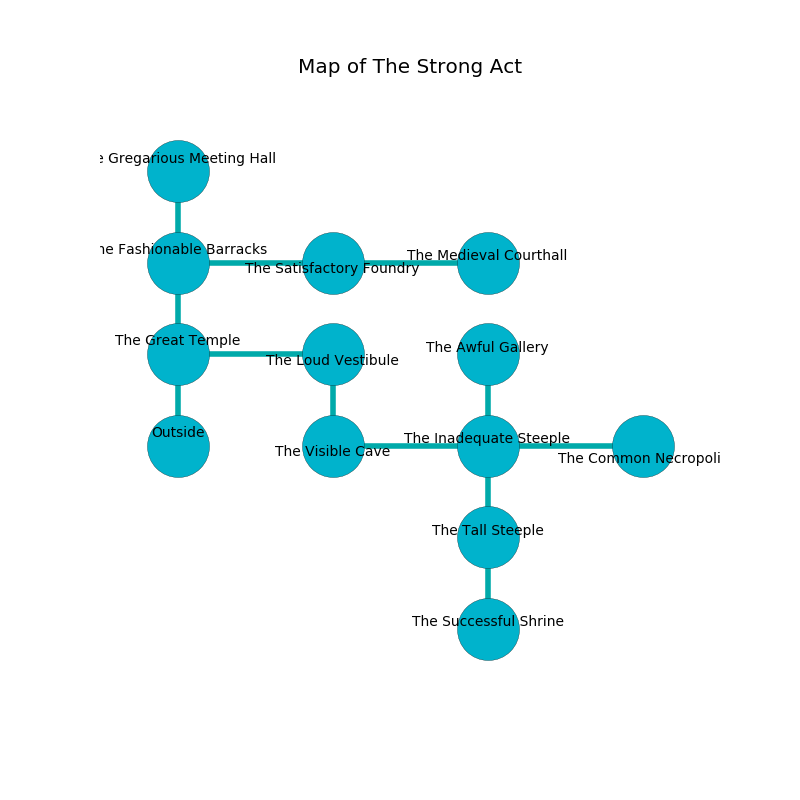 Map of The Strong Act
e Gregarious Meeting Hall
he Fashionable Barracks
The Satisfactory Foundry
The Medieval Courthall
The Great Temple
The Loud Vestibule
The Awful Gallery
Outside
The Visible Cave
The Inadequate Steeple
The Common Necropoli
The Tall Steeple
The Successful Shrine